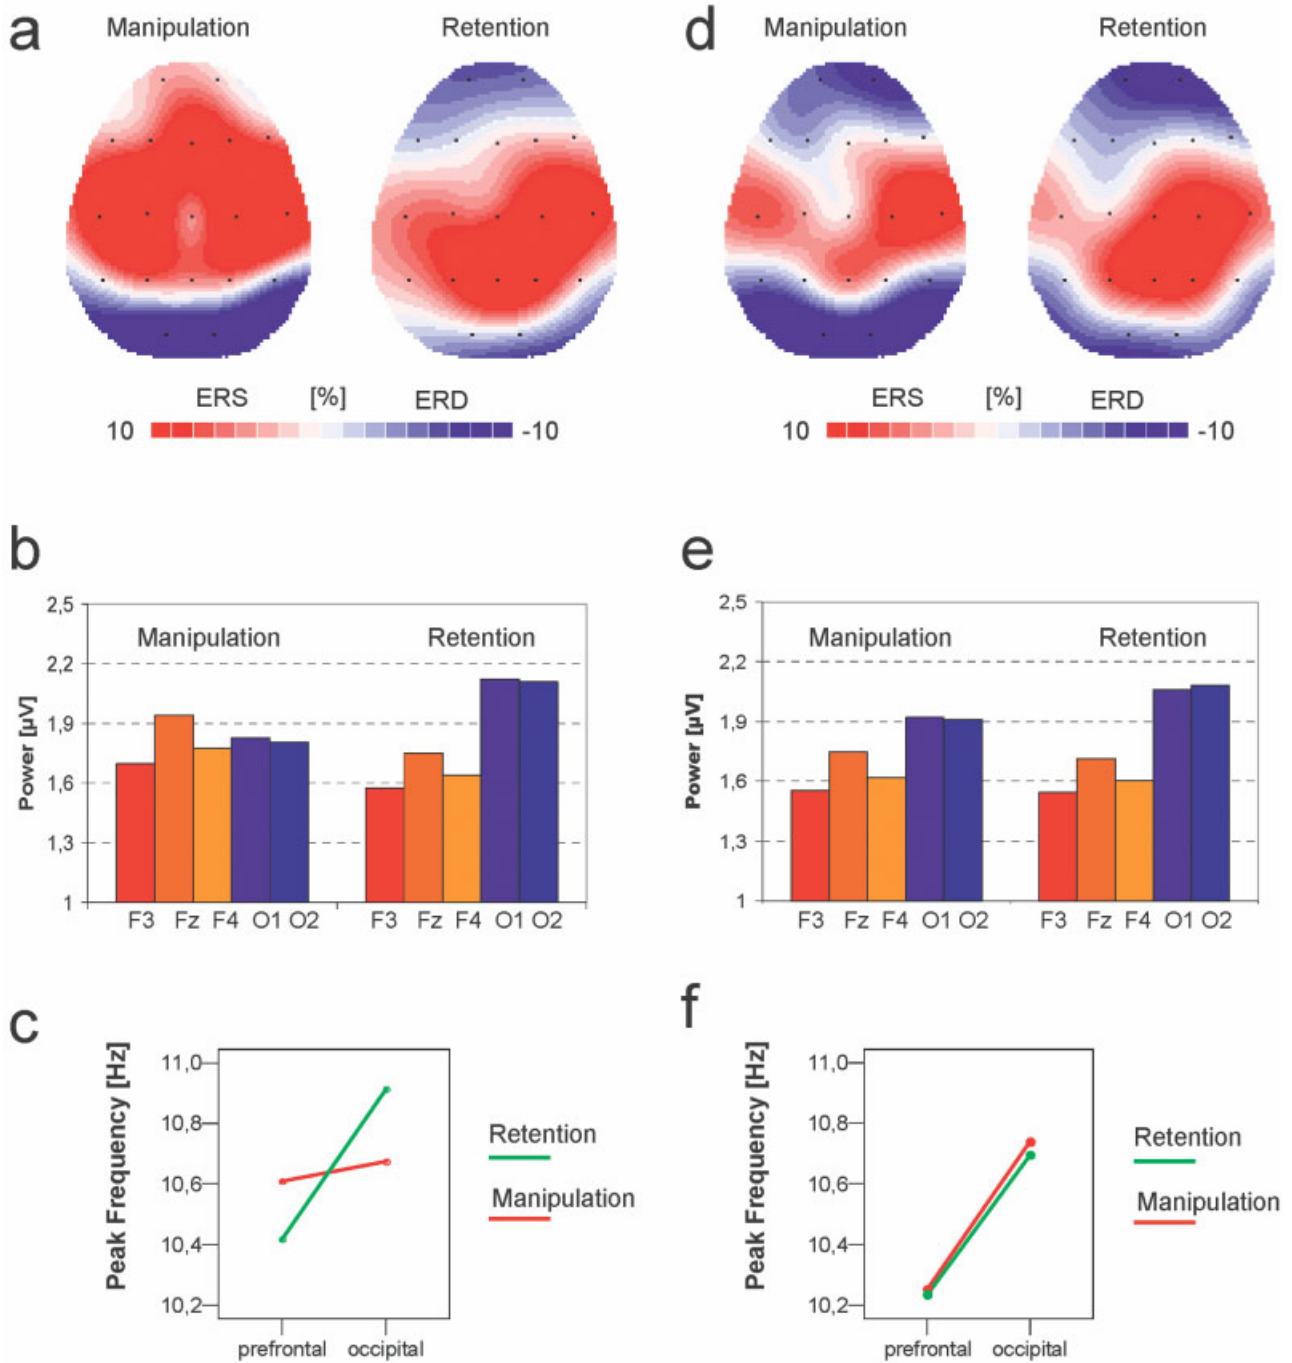 a
Manipulation
Retention
ERS [%] ERD
10 -10
d
Manipulation
Retention
ERS [%] ERD
10 -10
b
Power [µV]
2,5
2,2
1,9
1,6
1,3
1
Manipulation
Retention
F3 Fz F4 O1 O2
F3 Fz F4 O1 O2
e
Power [µV]
2,5
2,2
1,9
1,6
1,3
1
Manipulation
Retention
F3 Fz F4 O1 O2
F3 Fz F4 O1 O2
c
Peak Frequency [Hz]
11,0
10,8
10,6
10,4
10,2
prefrontal occipital
Retention
Manipulation
f
Peak Frequency [Hz]
11,0
10,8
10,6
10,4
10,2
prefrontal occipital
Retention
Manipulation